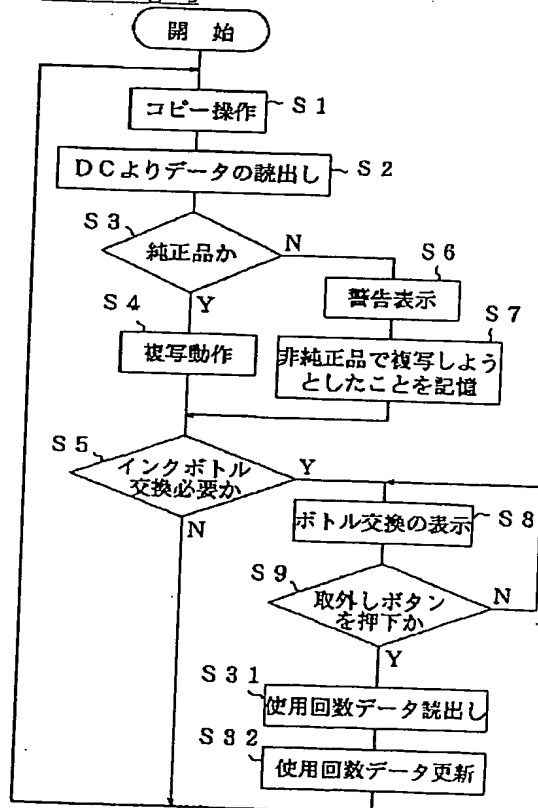 開 始
コピー操作
S1
DCよりデータの読出し
S2
S3
純正品か
N
Y
S6
警告表示
S4
複写動作
S7
非純正品で複写しよう
としたことを記憶
S5
インクボトル
交換必要か
Y
N
ボトル交換の表示
S8
S9
取外しボタン
を押下か
N
Y
S31
使用回数データ読出し
S32
使用回数データ更新